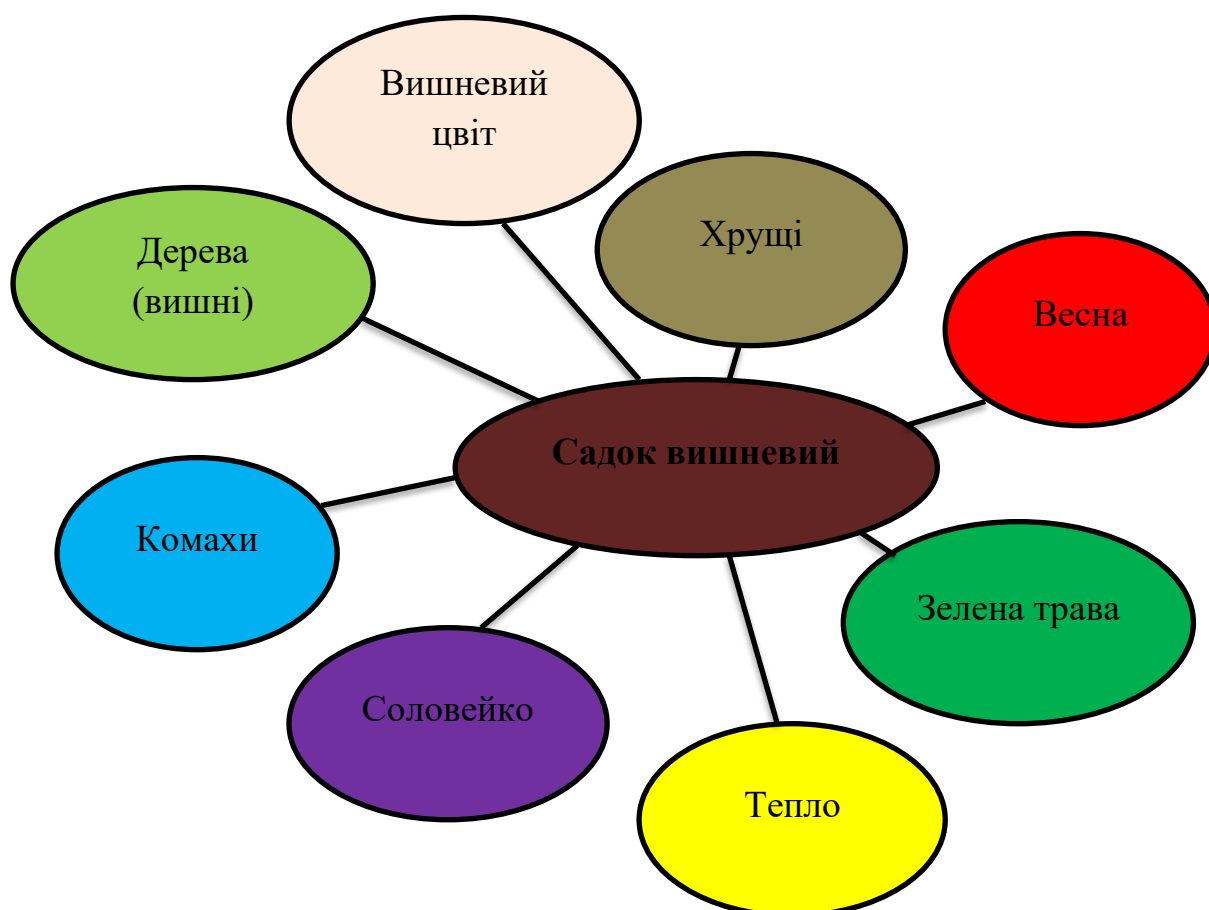 Вишневий
цвіт
Хрущі
Дерева
(вишні)
Весна
Садок вишневий
Комахи
Зелена трава
Соловейко
Тепло